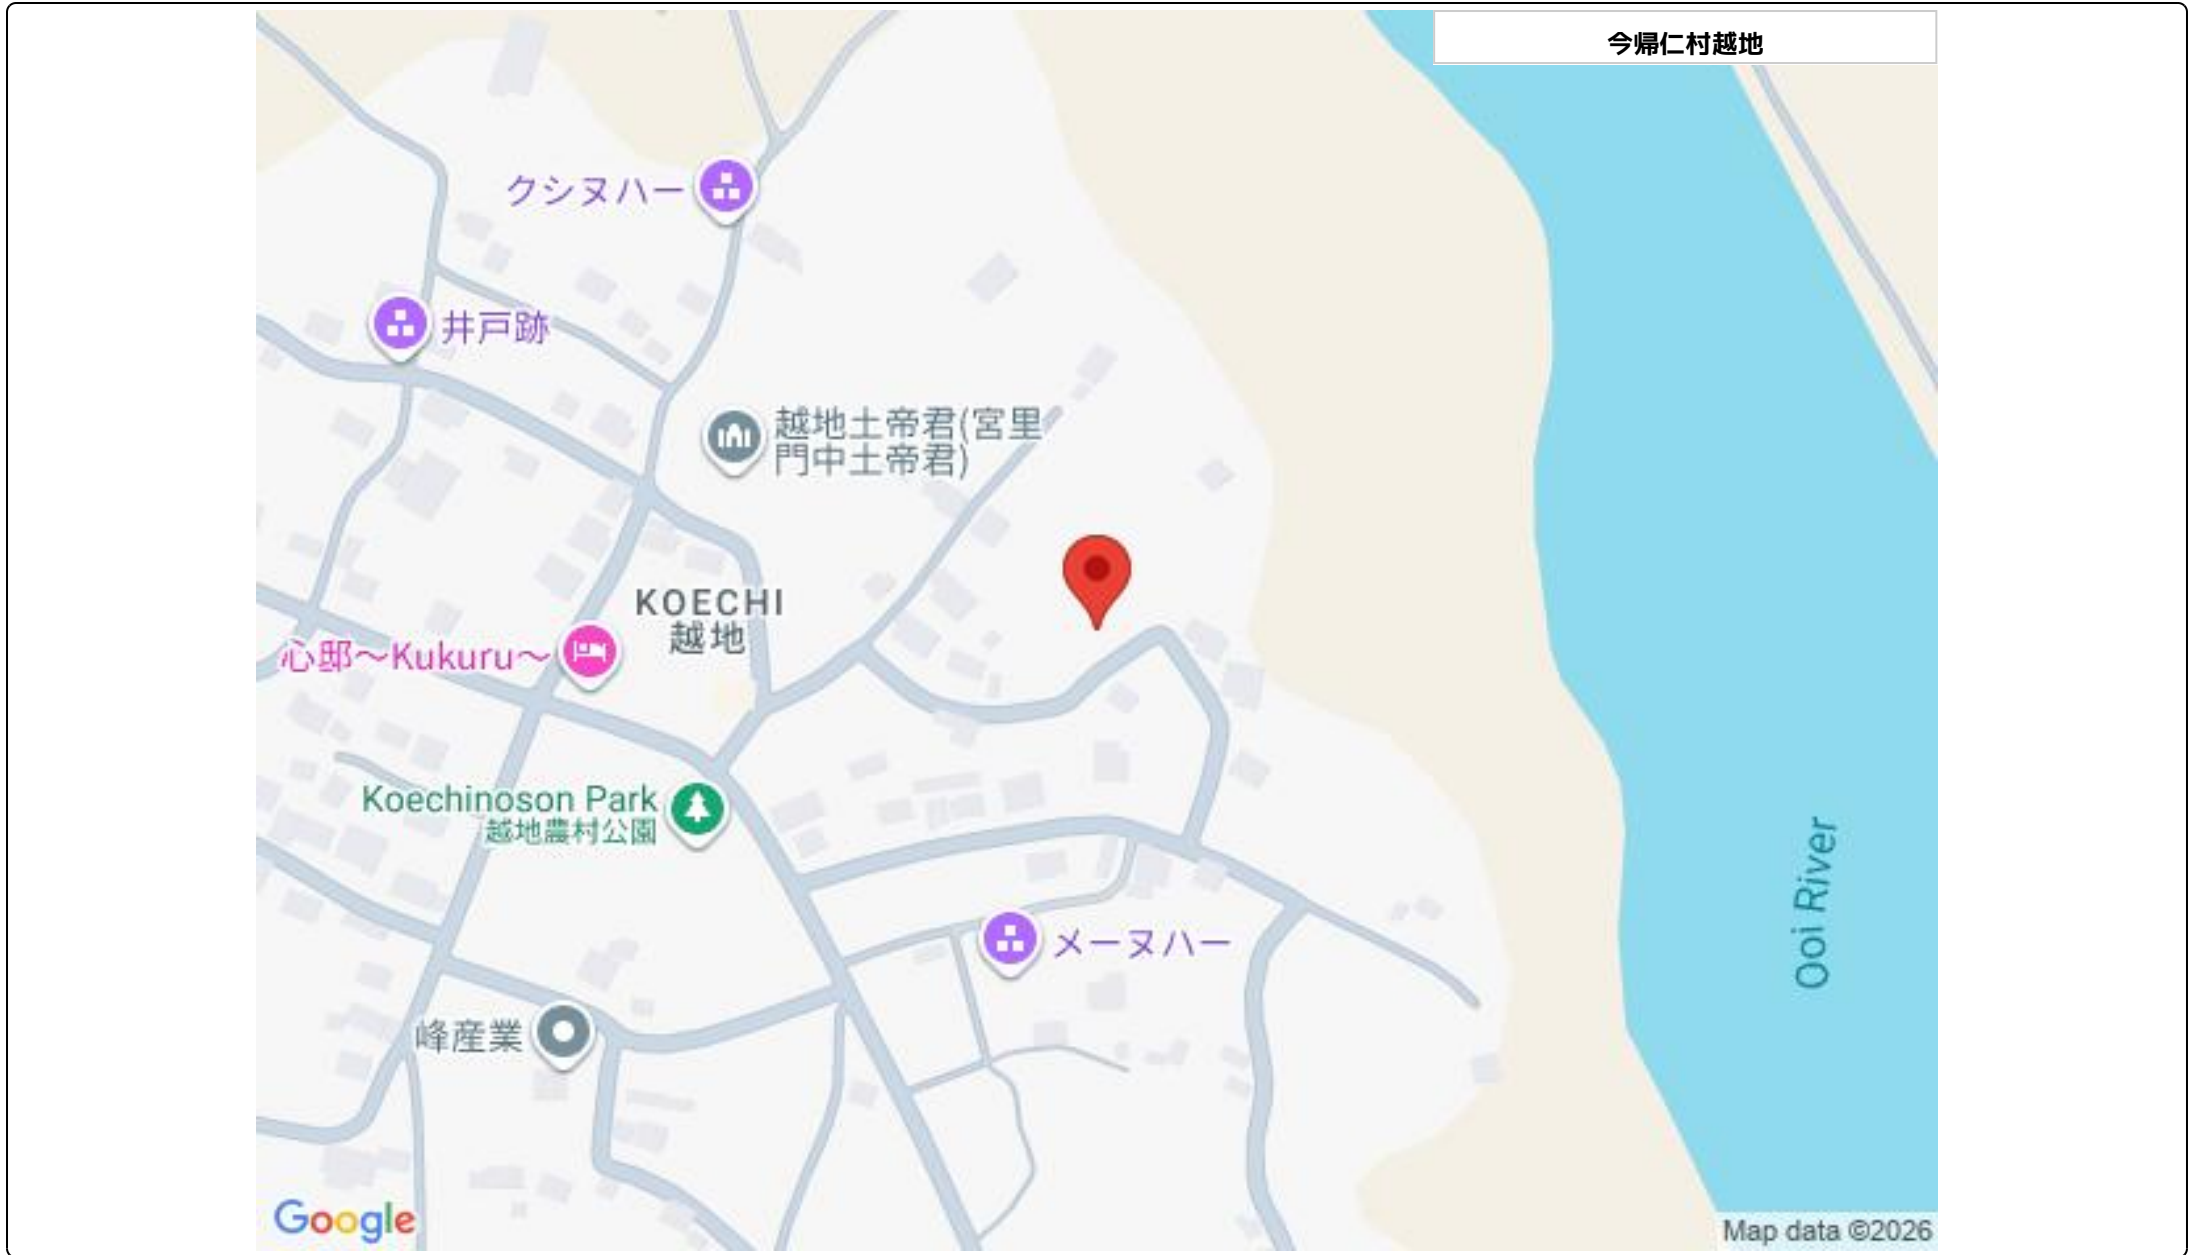 今帰仁村越地
クシヌハー
井戸跡
越地土帝君(宮里
門中土帝君)
KOECHI
越地
心邸～Kukuru～
Koechinoson Park
越地農村公園
Ooi River
メーヌハー
峰産業
Google
Map data ©2026